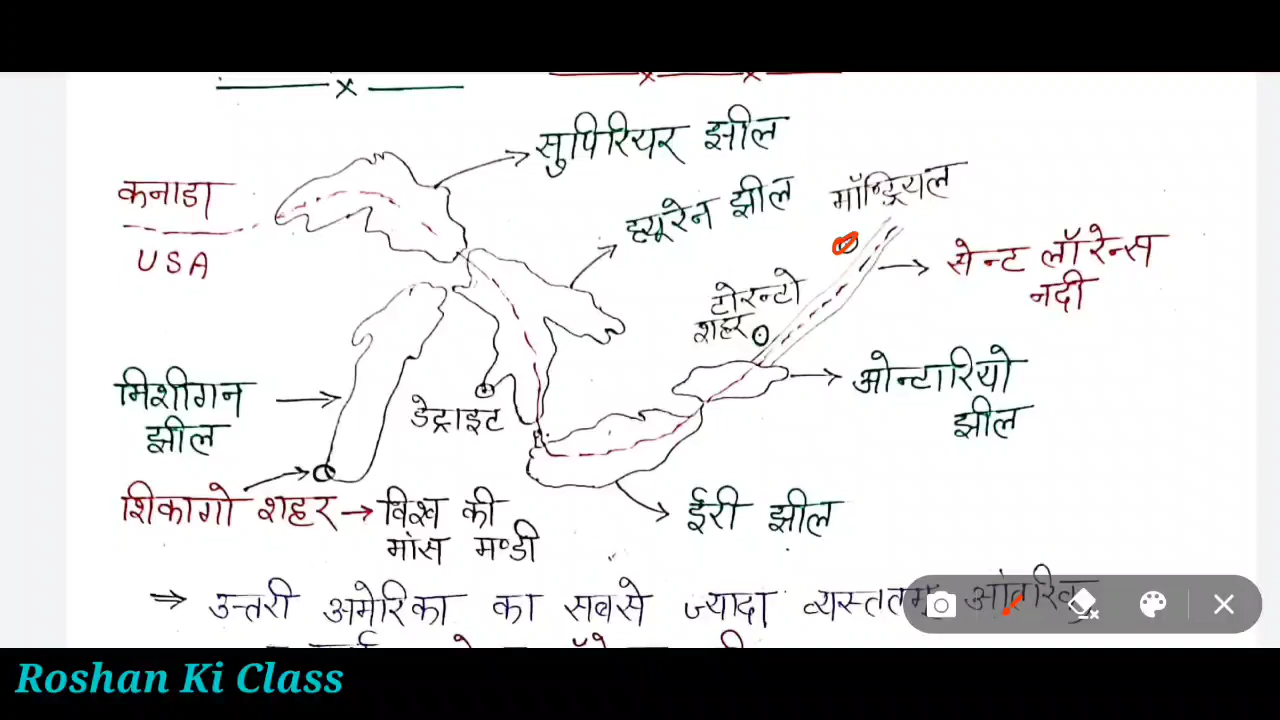 सुपिरियर झील
कनाडा
USA
ह्यूरेन झील
मॉण्ट्रियल
सेन्ट लॉरेन्स
नदी
टोरन्टो
शहर
ओन्टारियो
झील
मिशीगन
झील
डेट्राइट
शिकागो शहर → विश्व की
मांस मण्डी
ईरी झील
⇒ उत्तरी अमेरिका का सबसे ज्यादा व्यस्ततम आंतरिक
Roshan Ki Class